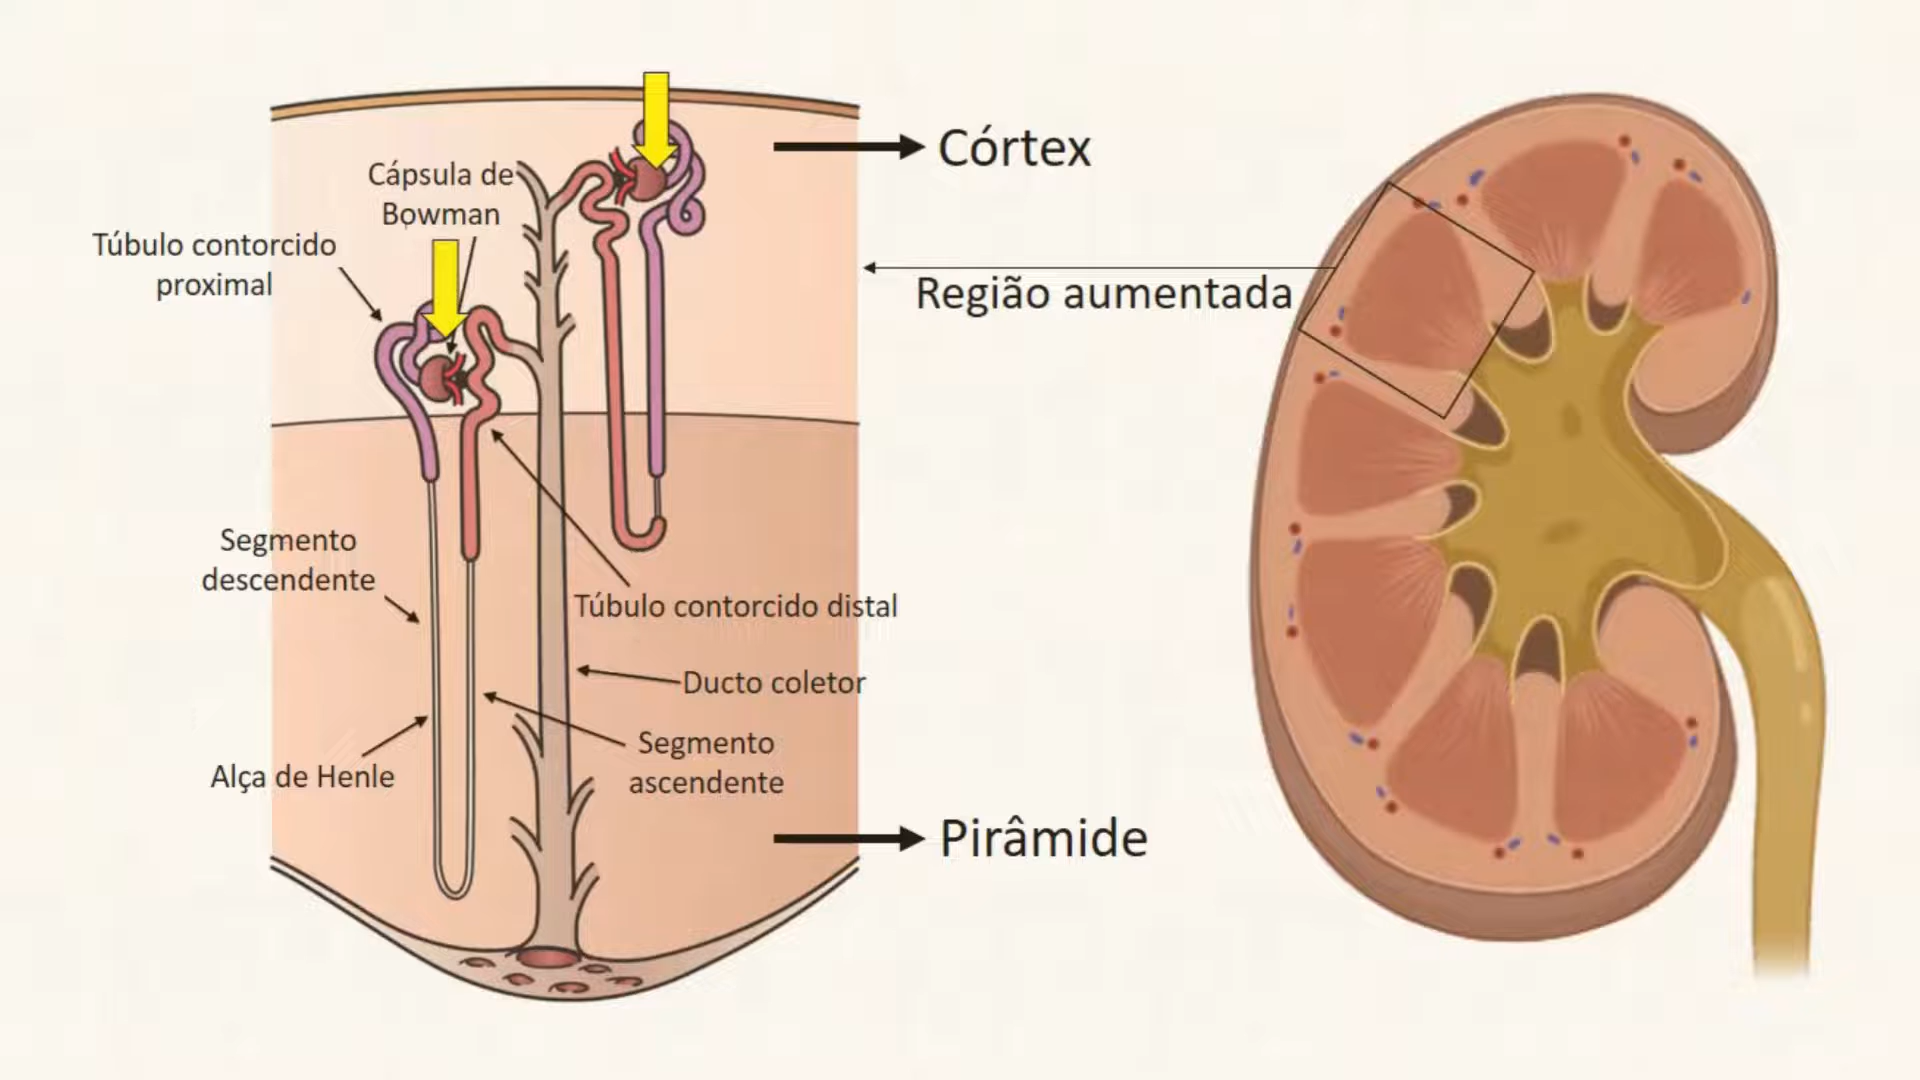 Córtex
Cápsula de
Bowman
Túbulo contorcido
proximal
Região aumentada
Segmento
descendente
Túbulo contorcido distal
Ducto coletor
Segmento
ascendente
Alça de Henle
Pirâmide